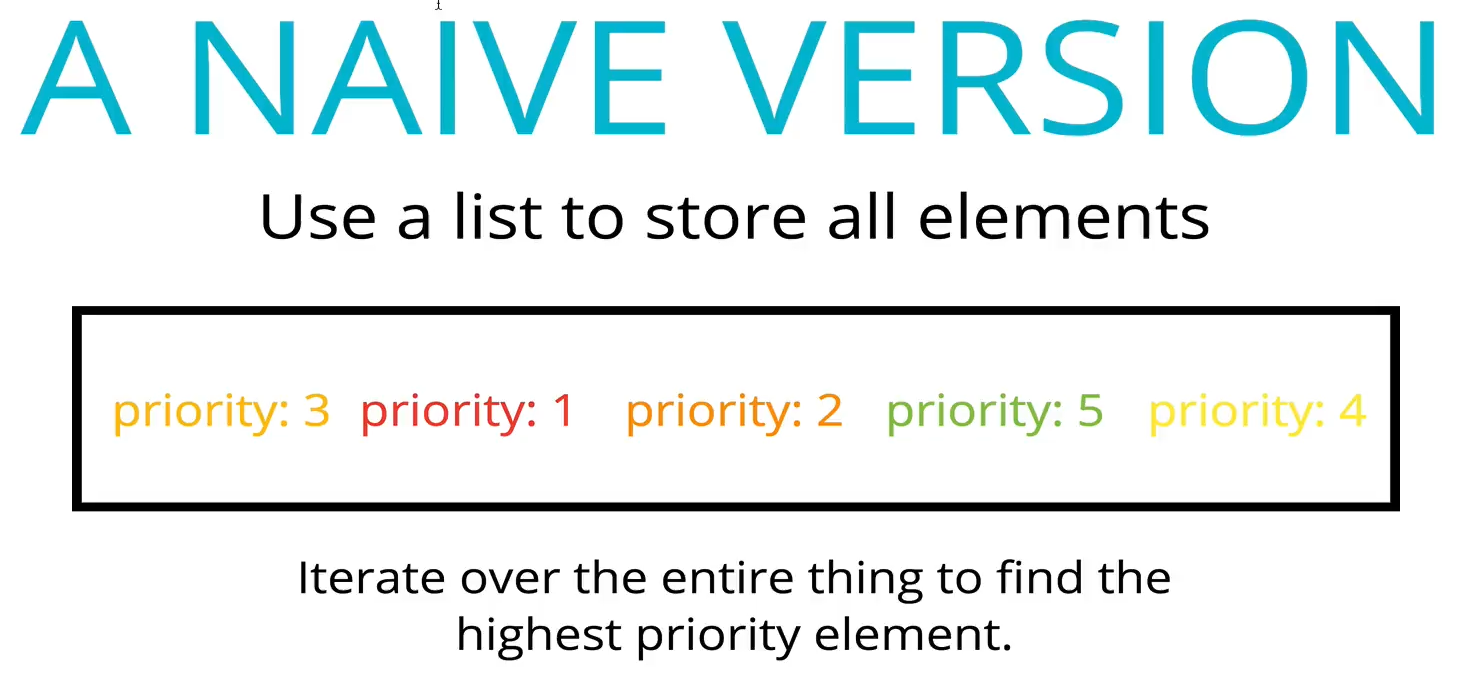 A NAIVE VERSION
Use a list to store all elements
priority: 3 priority: 1 priority: 2 priority: 5 priority: 4
Iterate over the entire thing to find the
highest priority element.